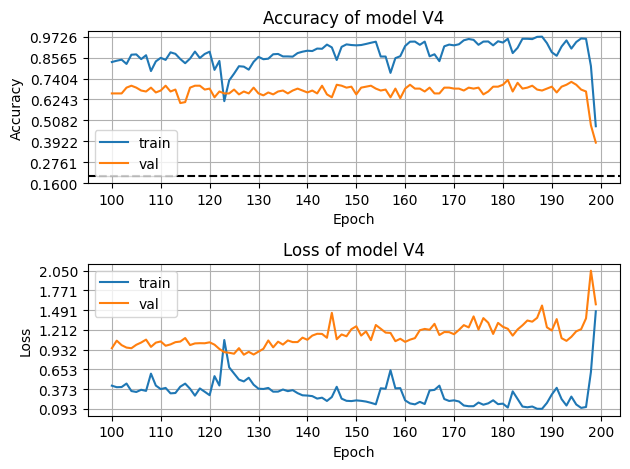 Accuracy of model V4
0.9726
0.8565
0.7404
0.6243
0.5082
0.3922
0.2761
0.1600
Accuracy
train
val
100 110 120 130 140 150 160 170 180 190 200
Epoch
Loss of model V4
2.050
1.771
1.491
1.212
0.932
0.653
0.373
0.093
Loss
train
val
100 110 120 130 140 150 160 170 180 190 200
Epoch